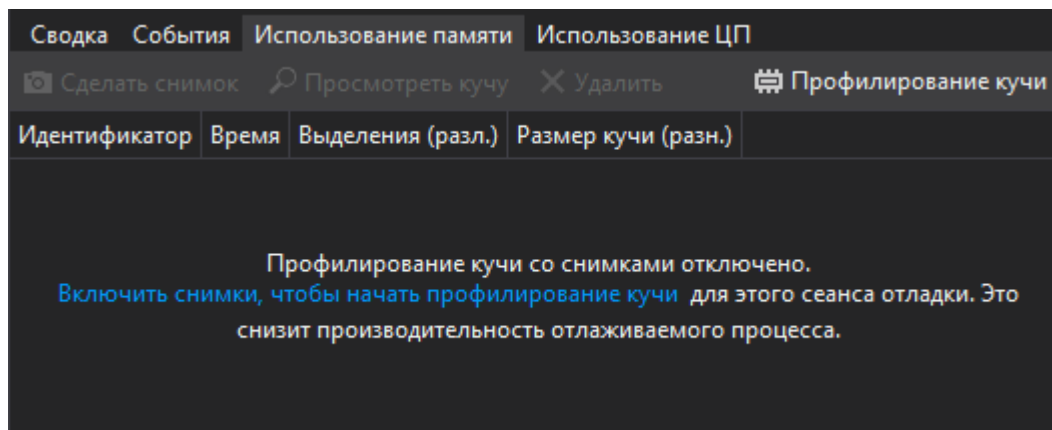 Сводка События Использование памяти Использование ЦП
Сделать снимок Просмотреть кучу Удалить Профилирование кучи
Идентификатор Время Выделения (разл.) Размер кучи (разн.)
Профилирование кучи со снимками отключено.
Включить снимки, чтобы начать профилирование кучи для этого сеанса отладки. Это
снизит производительность отлаживаемого процесса.